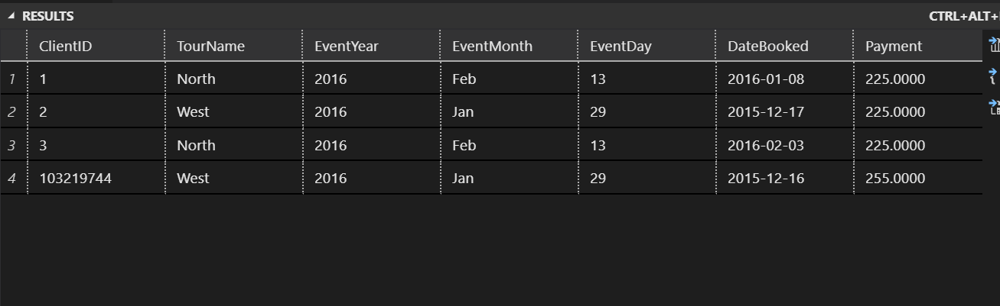 RESULTS CTRL+ALT+
ClientID TourName EventYear EventMonth EventDay DateBooked Payment
1 1 North 2016 Feb 13 2016-01-08 225.0000
2 2 West 2016 Jan 29 2015-12-17 225.0000
3 3 North 2016 Feb 13 2016-02-03 225.0000
4 103219744 West 2016 Jan 29 2015-12-16 255.0000